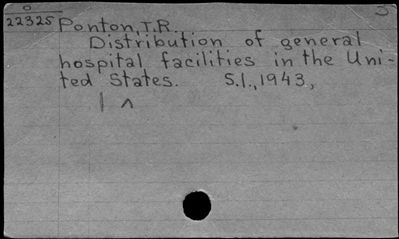 O
22325 Ponton, T.R.
Distribution of general
hospital facilities in the Uni-
ted States. S.l., 1943,